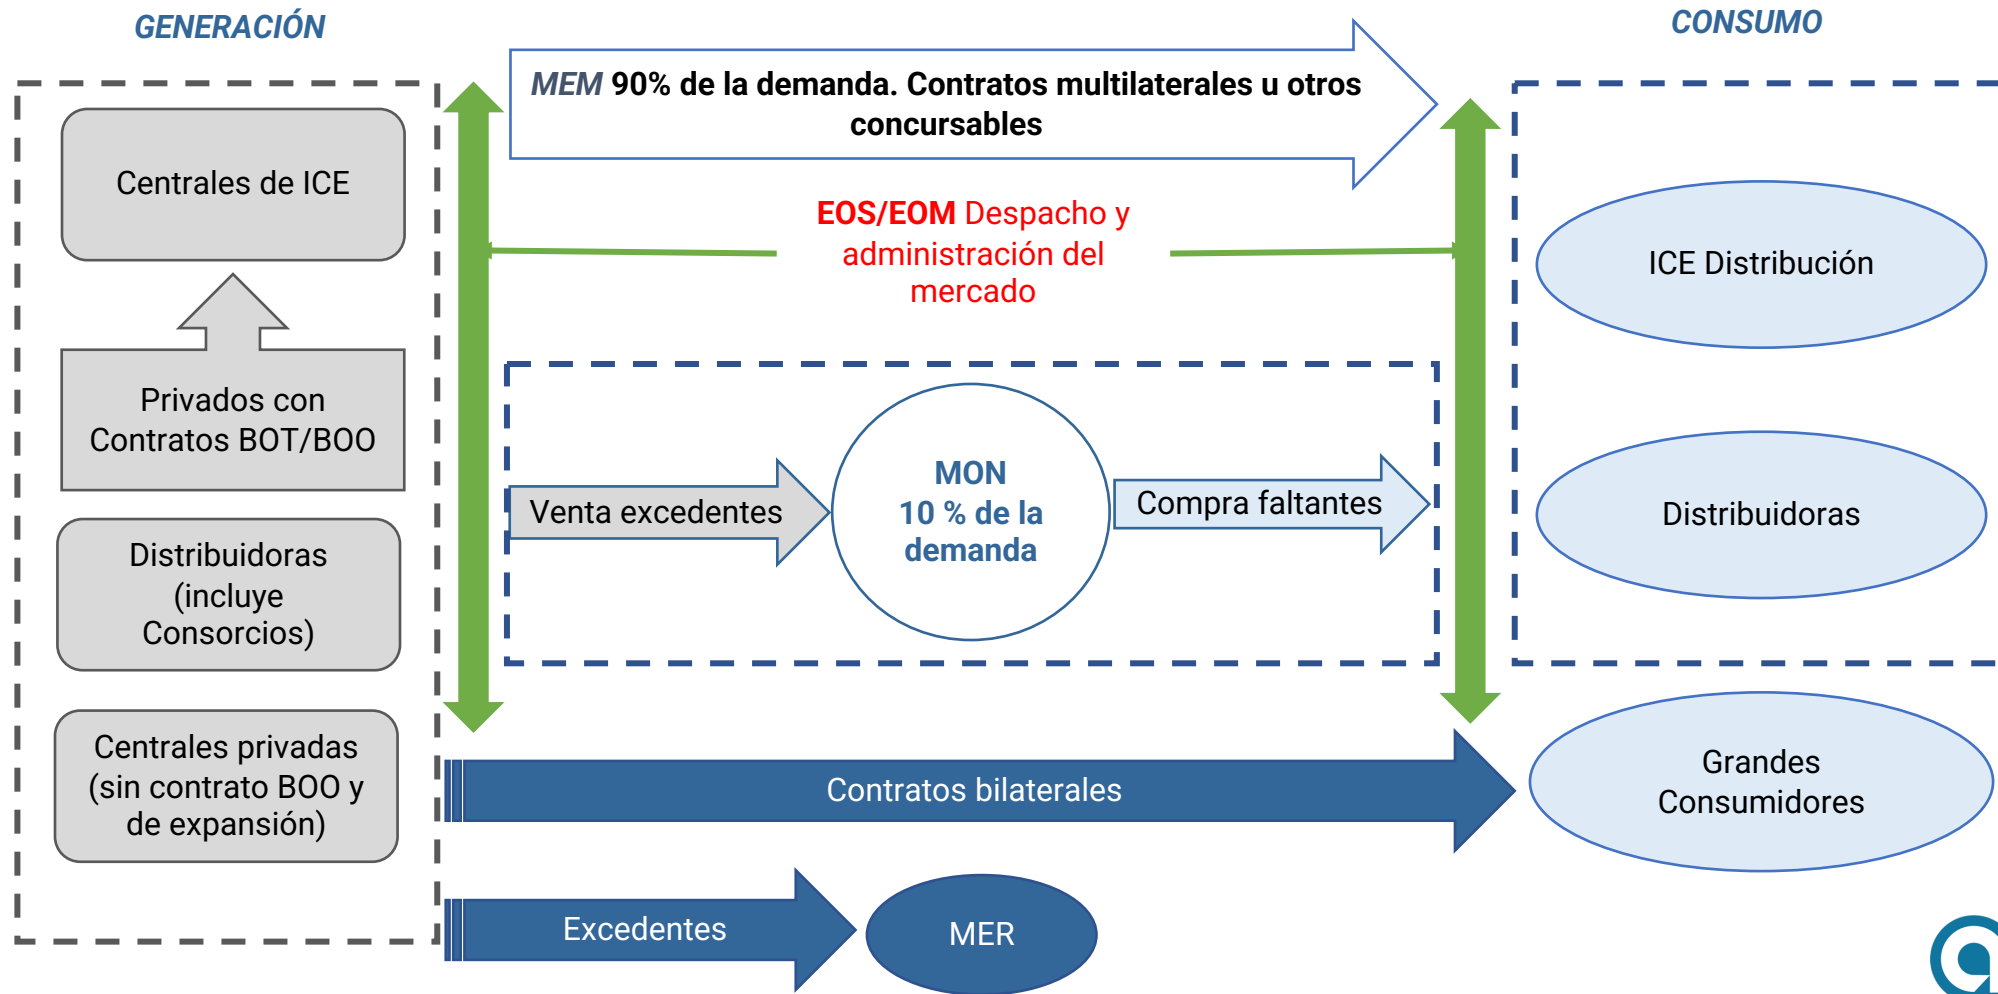 GENERACIÓN
CONSUMO
MEM 90% de la demanda. Contratos multilaterales u otros
concursables
Centrales de ICE
EOS/EOM Despacho y
administración del
mercado
ICE Distribución
Privados con
Contratos BOT/BOO
Venta excedentes
MON
10 % de la
demanda
Compra faltantes
Distribuidoras
Distribuidoras
(incluye
Consorcios)
Centrales privadas
(sin contrato BOO y
de expansión)
Contratos bilaterales
Grandes
Consumidores
Excedentes
MER